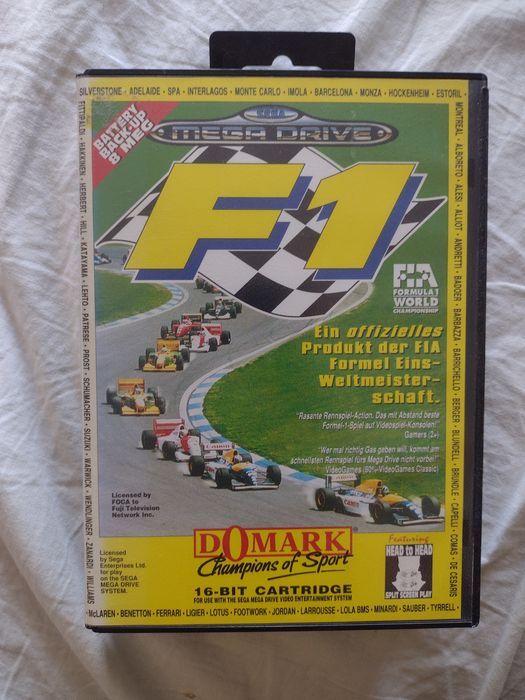 SILVERSTONE • ADELAIDE • SPA • INTERLAGOS • MONTE CARLO • IMOLA • BARCELONA • MONZA • HOCKENHEIM • ESTORIL •
MONTREAL • ALBORETO • ALESI • ALLIOT • ANDRETTI • BADOER • BARBAZZA • BARRICHELLO • BERGER • BLUNDELL • BRUNDLE • CAPELLI • COMAS • DE CESARIS
FITTIPALDI • HAKKINEN • HERBERT • HILL • KATAYAMA • LEHTO • PATRESE • PROST • SCHUMACHER • SUZUKI • WARWICK • WENDLINGER • ZANARDI • WILLIAMS
BATTERY
BACK-UP
8 MEG
SEGA
MEGA DRIVE
F1
FIA
FORMULA 1
WORLD
CHAMPIONSHIP
Ein offizielles
Produkt der FIA
Formel Eins-
Weltmeister-
schaft.
"Rasante Rennspiel-Action. Das mit Abstand beste
Formel-1-Spiel auf Videospiel-Konsolen!"
Gamers (2+)
"Wer mal richtig Gas geben will, kommt am
schnellsten Rennspiel fürs Mega Drive nicht vorbei!"
VideoGames (80%-VideoGames Classic)
Canon
Licensed by
FOCA to
Fuji Television
Network Inc.
Licensed
by Sega
Enterprises Ltd.
for play
on the SEGA
MEGA DRIVE
SYSTEM.
DOMARK
Champions of Sport
16-BIT CARTRIDGE
FOR USE WITH THE SEGA MEGA DRIVE VIDEO ENTERTAINMENT SYSTEM
Featuring
HEAD to HEAD
SPLIT SCREEN PLAY
McLAREN • BENETTON • FERRARI • LIGIER • LOTUS • FOOTWORK • JORDAN • LARROUSSE • LOLA BMS • MINARDI • SAUBER • TYRRELL •